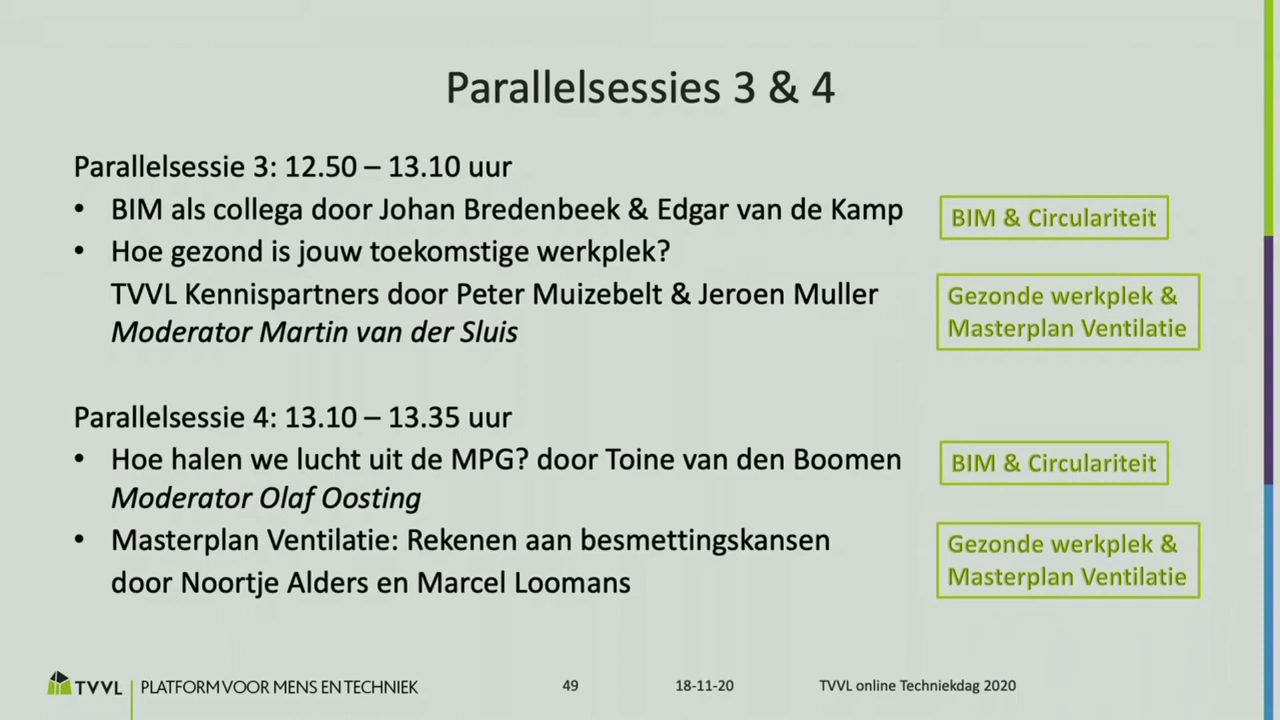 Parallelsessies 3 & 4
Parallelsessie 3: 12.50 – 13.10 uur
• BIM als collega door Johan Bredenbeek & Edgar van de Kamp
BIM & Circulariteit
• Hoe gezond is jouw toekomstige werkplek?
TVVL Kennispartners door Peter Muizebelt & Jeroen Muller
Moderator Martin van der Sluis
Gezonde werkplek &
Masterplan Ventilatie
Parallelsessie 4: 13.10 – 13.35 uur
• Hoe halen we lucht uit de MPG? door Toine van den Boomen
Moderator Olaf Oosting
BIM & Circulariteit
• Masterplan Ventilatie: Rekenen aan besmettingskansen
door Noortje Alders en Marcel Loomans
Gezonde werkplek &
Masterplan Ventilatie
TVVL PLATFORM VOOR MENS EN TECHNIEK
49
18-11-20
TVVL online Techniekdag 2020